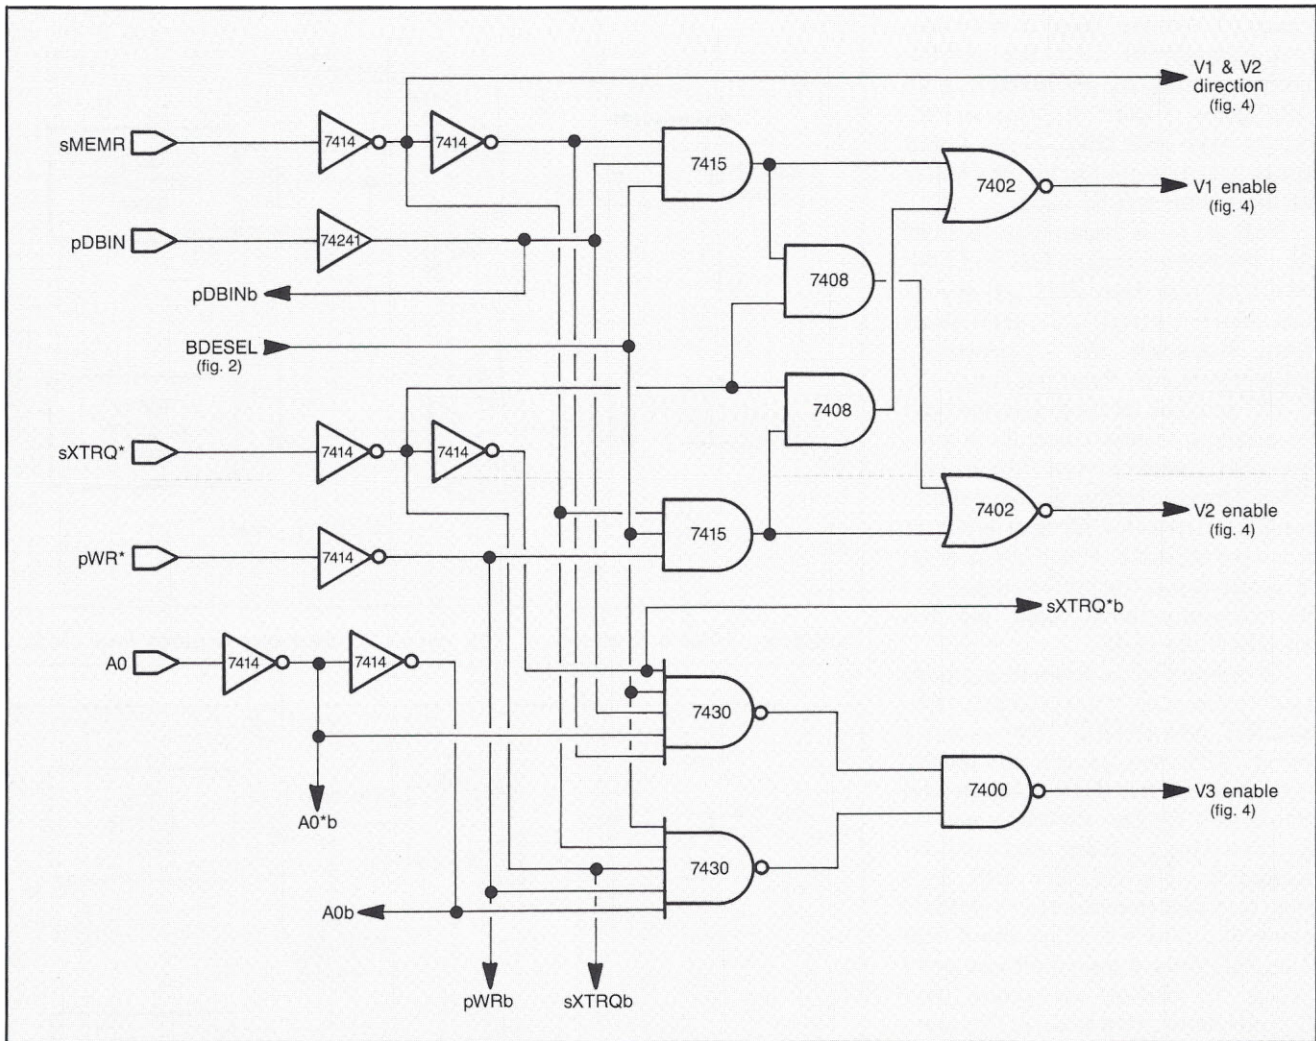 V1 & V2
direction
(fig. 4)
sMEMR
7414
7414
7415
7402
V1 enable
(fig. 4)
pDBIN
74241
7408
pDBINb
BDESEL
(fig. 2)
7408
sXTRQ*
7414
7414
7402
V2 enable
(fig. 4)
7415
pWR*
7414
sXTRQ*b
A0
7414
7414
7430
7400
V3 enable
(fig. 4)
A0*b
7430
A0b
pWRb
sXTRQb